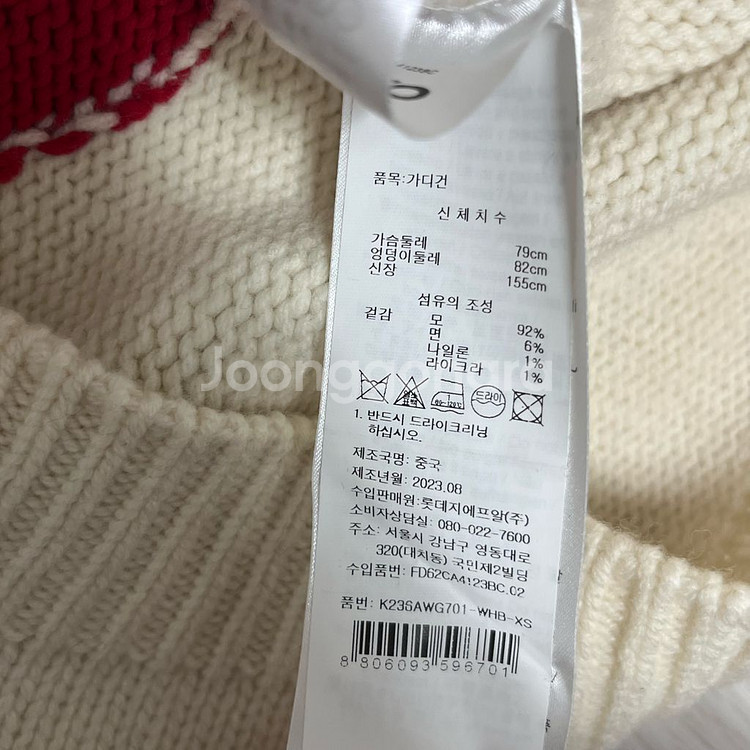 품목:가디건
신체치수
가슴둘레 79cm
엉덩이둘레 82cm
신장 155cm
섬유의 조성
겉감 모 92%
면 6%
나일론 1%
라이크라 1%
Joonggonara
80~120℃ 드라이
1. 반드시 드라이크리닝
하십시오.
제조국명: 중국
제조년월: 2023.08
수입판매원: 롯데지에프알(주)
소비자상담실: 080-022-7600
주소: 서울시 강남구 영동대로
320(대치동) 국민제2빌딩
수입품번: FD62CA4123BC.02
품번: K236AWG701-WHB-XS
8 806093 596701